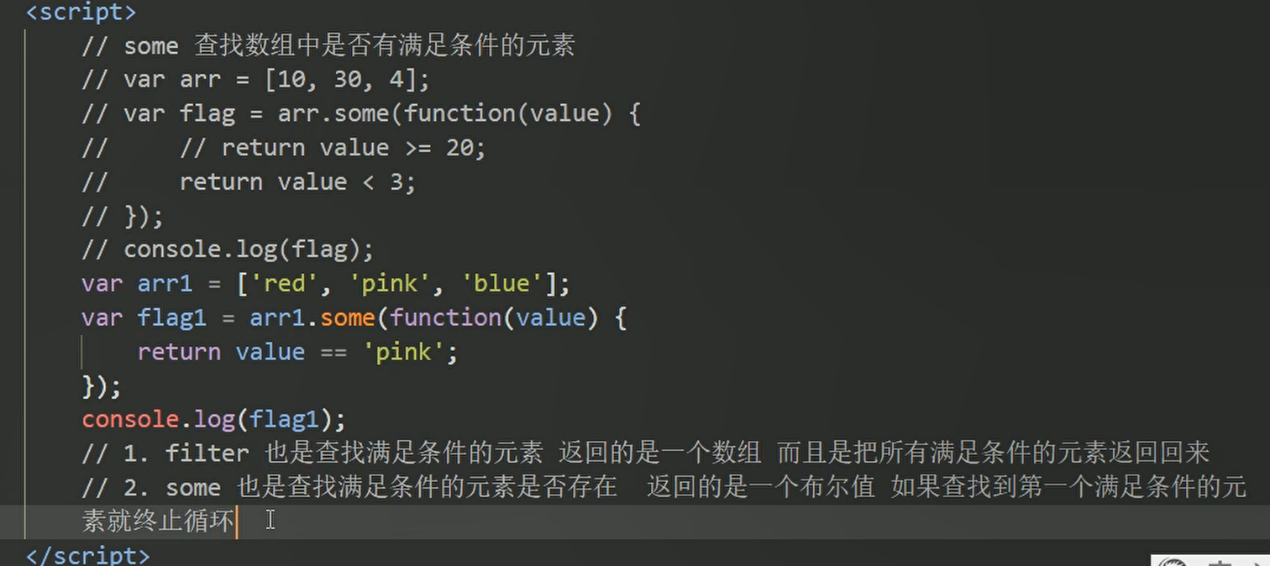 <script>
// some 查找数组中是否有满足条件的元素
// var arr = [10, 30, 4];
// var flag = arr.some(function(value) {
//     // return value >= 20;
//     return value < 3;
// });
// console.log(flag);
var arr1 = ['red', 'pink', 'blue'];
var flag1 = arr1.some(function(value) {
return value == 'pink';
});
console.log(flag1);
// 1. filter 也是查找满足条件的元素 返回的是一个数组 而且是把所有满足条件的元素返回回来
// 2. some 也是查找满足条件的元素是否存在  返回的是一个布尔值 如果查找到第一个满足条件的元
素就终止循环
</script>